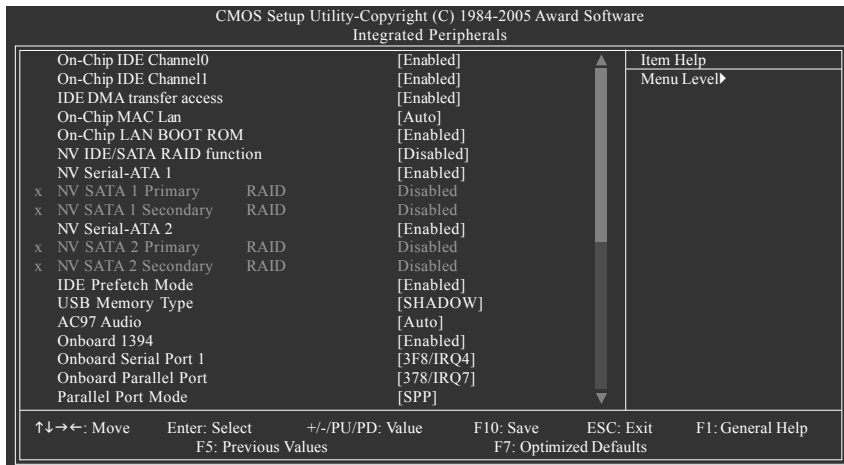 CMOS Setup Utility-Copyright (C) 1984-2005 Award Software
Integrated Peripherals
On-Chip IDE Channel0 [Enabled] Item Help
On-Chip IDE Channel1 [Enabled] Menu Level
IDE DMA transfer access [Enabled]
On-Chip MAC Lan [Auto]
On-Chip LAN BOOT ROM [Enabled]
NV IDE/SATA RAID function [Disabled]
NV Serial-ATA 1 [Enabled]
x NV SATA 1 Primary RAID Disabled
x NV SATA 1 Secondary RAID Disabled
NV Serial-ATA 2 [Enabled]
x NV SATA 2 Primary RAID Disabled
x NV SATA 2 Secondary RAID Disabled
IDE Prefetch Mode [Enabled]
USB Memory Type [SHADOW]
AC97 Audio [Auto]
Onboard 1394 [Enabled]
Onboard Serial Port 1 [3F8/IRQ4]
Onboard Parallel Port [378/IRQ7]
Parallel Port Mode [SPP]
↑↓→←: Move Enter: Select +/-/PU/PD: Value F10: Save ESC: Exit F1: General Help
F5: Previous Values F7: Optimized Defaults